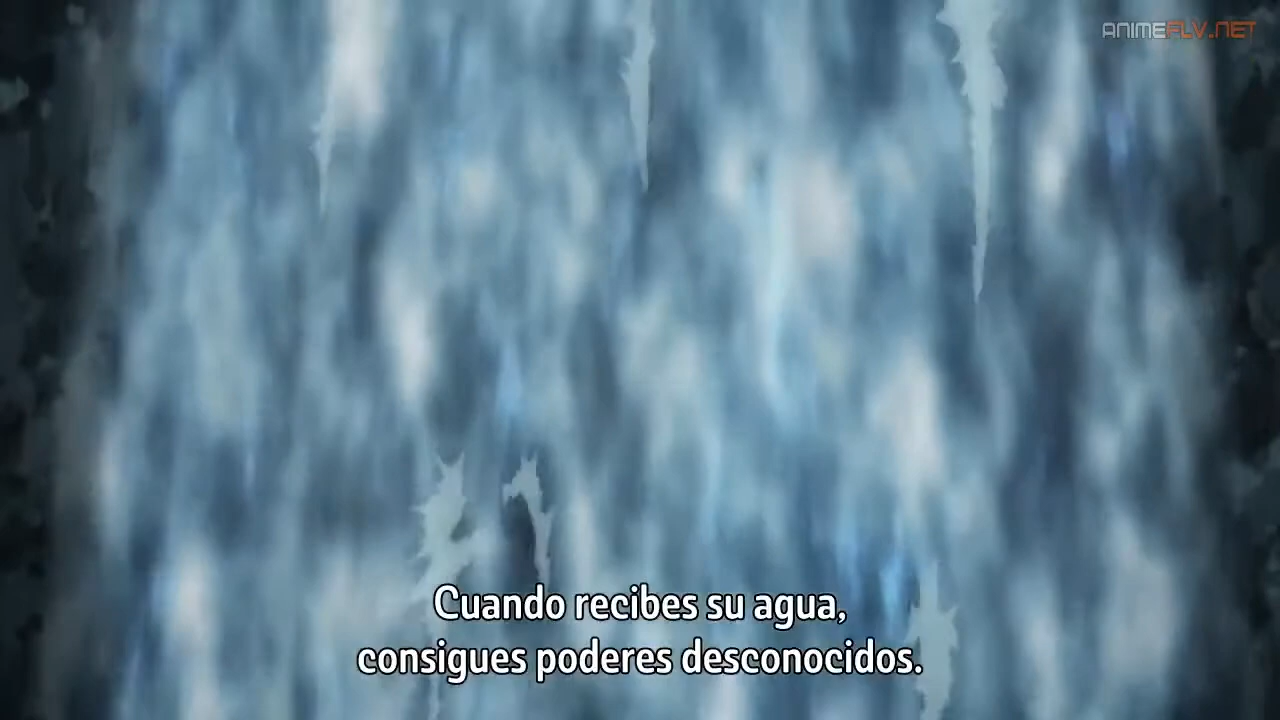 ANIMEFLV.NET
Cuando recibes su agua,
consigues poderes desconocidos.